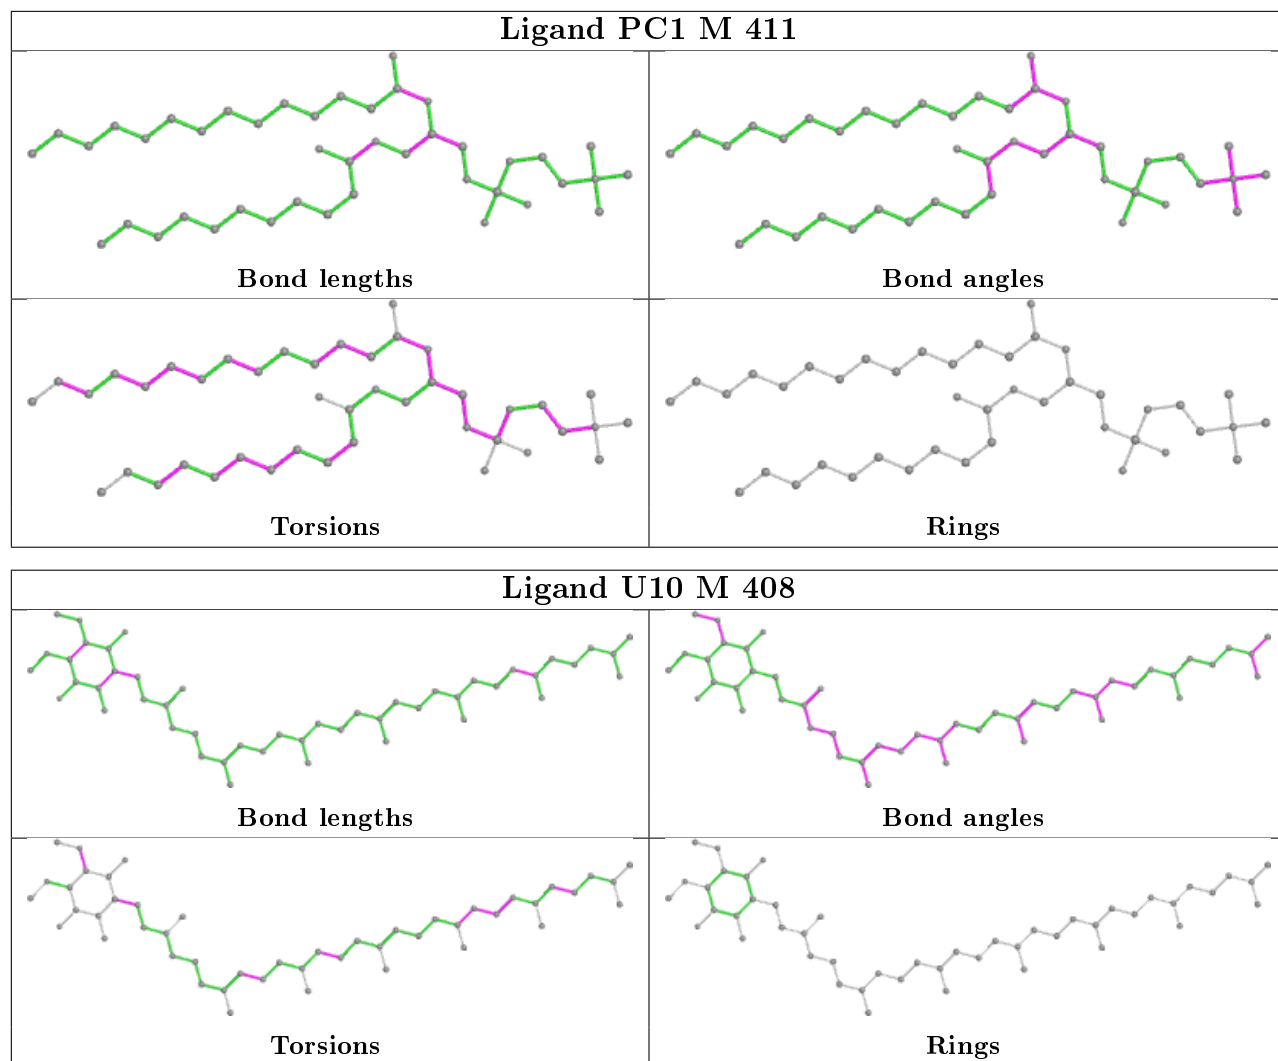 Ligand PC1 M 411
Bond lengths
Bond angles
Torsions
Rings
Ligand U10 M 408
Bond lengths
Bond angles
Torsions
Rings